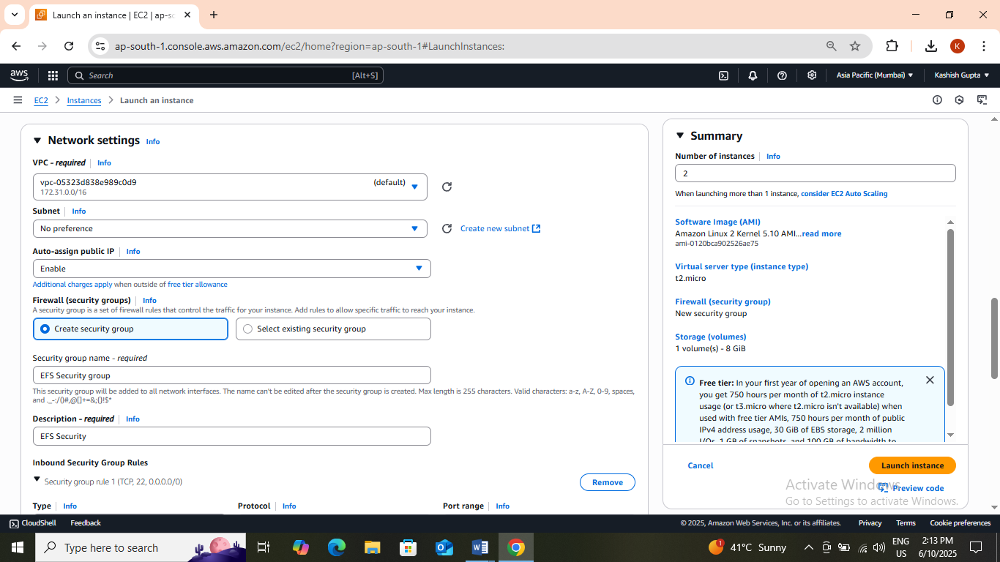 Launch an instance | EC2 | ap-sc
ap-south-1.console.aws.amazon.com/ec2/home?region=ap-south-1#LaunchInstances:
K
aws
Search
[Alt+S]
Asia Pacific (Mumbai)
Kashish Gupta
EC2
Instances
Launch an instance
Network settings Info
VPC - required Info
vpc-05323d838e989c0d9
(default)
172.31.0.0/16
Subnet Info
No preference
Create new subnet
Auto-assign public IP Info
Enable
Additional charges apply when outside of free tier allowance
Firewall (security groups) Info
A security group is a set of firewall rules that control the traffic for your instance. Add rules to allow specific traffic to reach your instance.
Create security group
Select existing security group
Security group name - required
EFS Security group
This security group will be added to all network interfaces. The name can't be edited after the security group is created. Max length is 255 characters. Valid characters: a-z, A-Z, 0-9, spaces,
and ._-:/()#,@[]+=&;{}!$*
Description - required Info
EFS Security
Inbound Security Group Rules
Security group rule 1 (TCP, 22, 0.0.0.0/0)
Remove
Type Info
Protocol Info
Port range Info
Summary
Number of instances Info
2
When launching more than 1 instance, consider EC2 Auto Scaling
Software Image (AMI)
Amazon Linux 2 Kernel 5.10 AMI...read more
ami-0120bca902526ae75
Virtual server type (instance type)
t2.micro
Firewall (security group)
New security group
Storage (volumes)
1 volume(s) - 8 GiB
Free tier: In your first year of opening an AWS account,
you get 750 hours per month of t2.micro instance
usage (or t3.micro where t2.micro isn't available) when
used with free tier AMIs, 750 hours per month of public
IPv4 address usage, 30 GiB of EBS storage, 2 million
I/Os, 1 GB of snapshots, and 100 GB of bandwidth to
Cancel
Launch instance
Preview code
Activate Windows
Go to Settings to activate Windows.
CloudShell
Feedback
© 2025, Amazon Web Services, Inc. or its affiliates.
Privacy
Terms
Cookie preferences
Type here to search
1
41°C Sunny
ENG
US
2:13 PM
6/10/2025